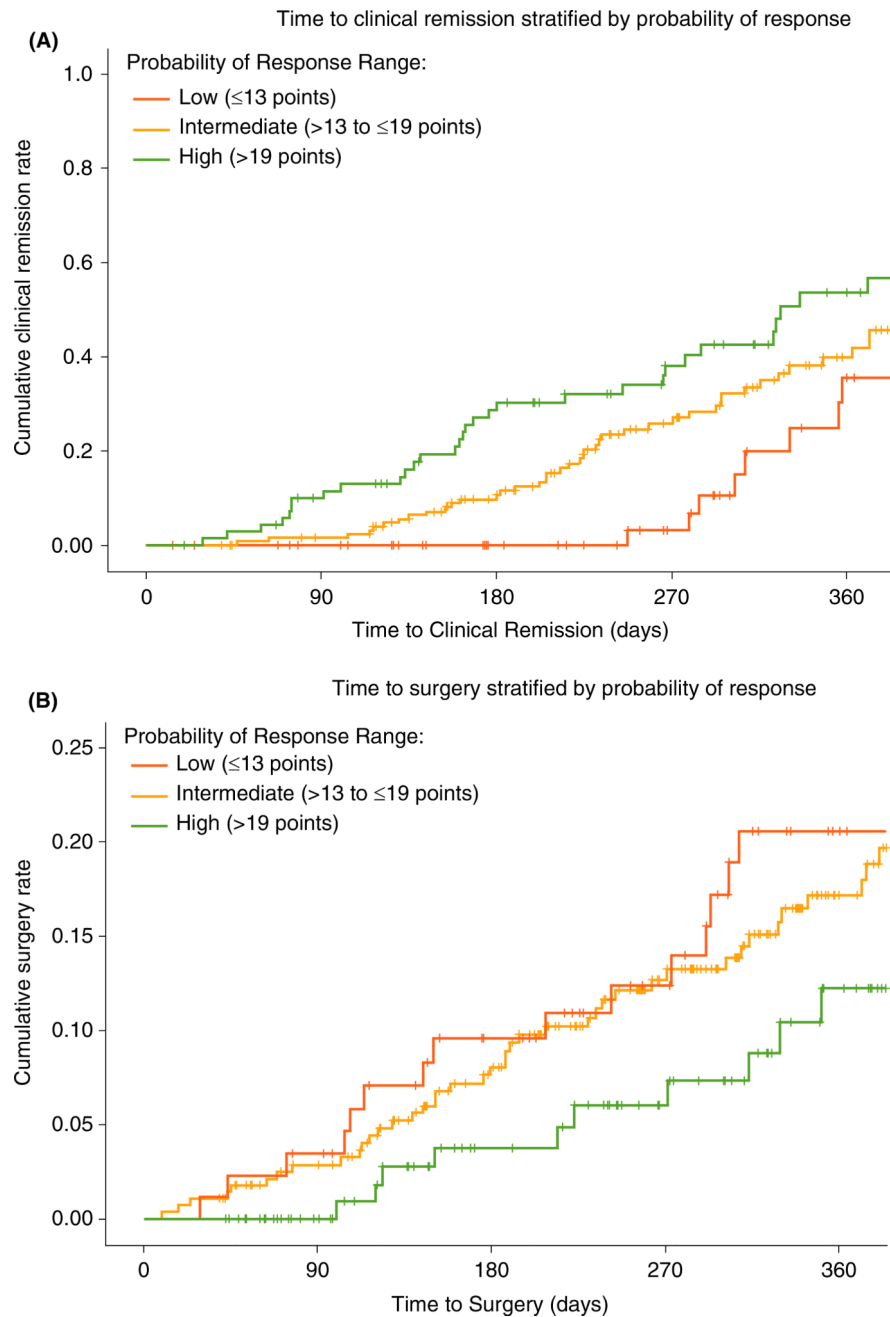 Time to clinical remission stratified by probability of response
(A)
Probability of Response Range:
Low (≤13 points)
Intermediate (>13 to ≤19 points)
High (>19 points)
Cumulative clinical remission rate
1.0
0.8
0.6
0.4
0.2
0.00
0 90 180 270 360
Time to Clinical Remission (days)
Time to surgery stratified by probability of response
(B)
Probability of Response Range:
Low (≤13 points)
Intermediate (>13 to ≤19 points)
High (>19 points)
Cumulative surgery rate
0.25
0.20
0.15
0.10
0.05
0.00
0 90 180 270 360
Time to Surgery (days)